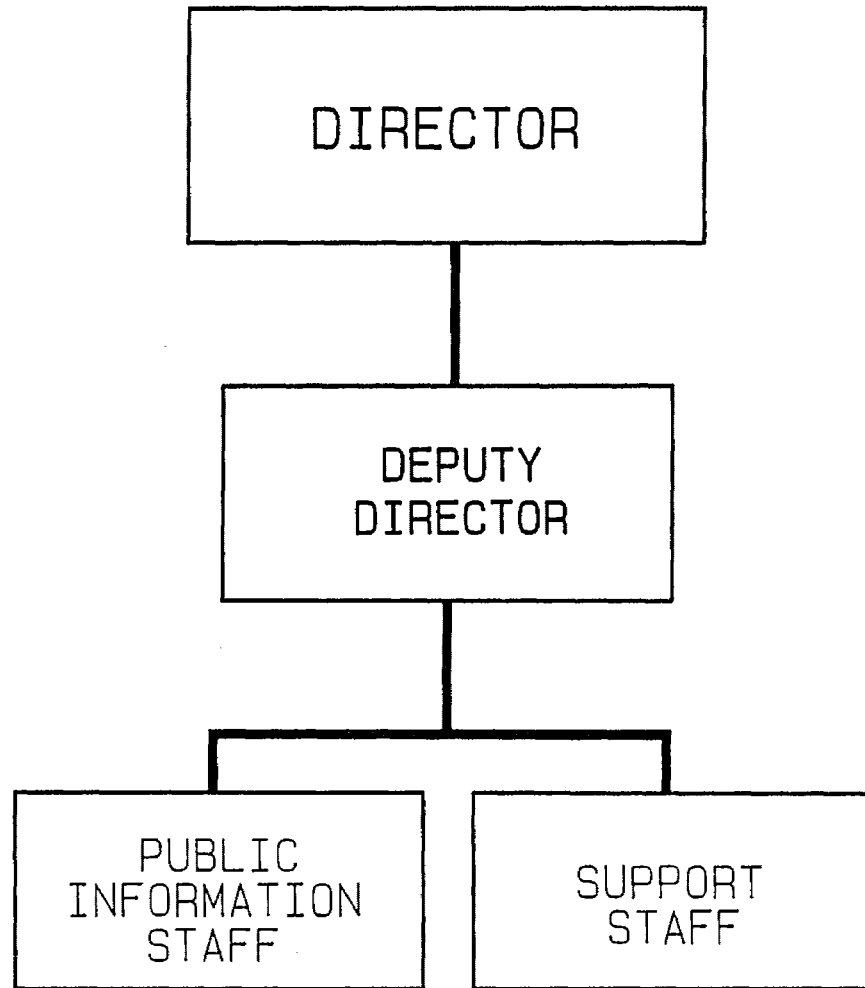 DIRECTOR
DEPUTY
DIRECTOR
PUBLIC
INFORMATION
STAFF
SUPPORT
STAFF